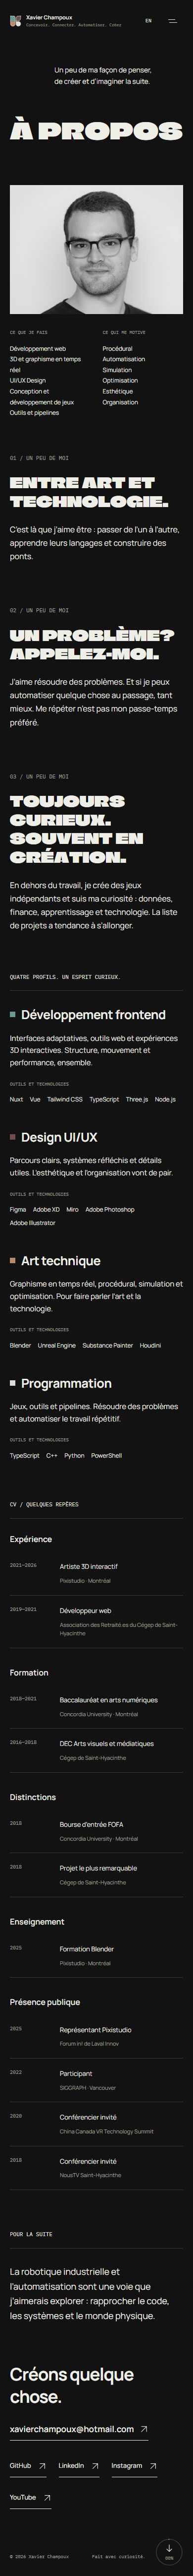 Xavier Champoux
Concevoir. Connecter. Automatiser. Créer
EN
Un peu de ma façon de penser,
de créer et d'imaginer la suite.
À PROPOS
CE QUE JE FAIS
Développement web
3D et graphisme en temps
réel
UI/UX Design
Conception et
développement de jeux
Outils et pipelines
CE QUI ME MOTIVE
Procédural
Automatisation
Simulation
Optimisation
Esthétique
Organisation
01 / UN PEU DE MOI
ENTRE ART ET
TECHNOLOGIE.
C'est là que j'aime être : passer de l'un à l'autre,
apprendre leurs langages et construire des
ponts.
02 / UN PEU DE MOI
UN PROBLÈME?
APPELEZ-MOI.
J'aime résoudre des problèmes. Et si je peux
automatiser quelque chose au passage, tant
mieux. Me répéter n'est pas mon passe-temps
préféré.
03 / UN PEU DE MOI
TOUJOURS
CURIEUX.
SOUVENT EN
CRÉATION.
En dehors du travail, je crée des jeux
indépendants et suis ma curiosité : données,
finance, apprentissage et technologie. La liste
de projets a tendance à s'allonger.
QUATRE PROFILS. UN ESPRIT CURIEUX.
Développement frontend
Interfaces adaptatives, outils web et expériences
3D interactives. Structure, mouvement et
performance, ensemble.
OUTILS ET TECHNOLOGIES
Nuxt Vue Tailwind CSS TypeScript Three.js Node.js
Design UI/UX
Parcours clairs, systèmes réfléchis et détails
utiles. L'esthétique et l'organisation vont de pair.
OUTILS ET TECHNOLOGIES
Figma Adobe XD Miro Adobe Photoshop
Adobe Illustrator
Art technique
Graphisme en temps réel, procédural, simulation et
optimisation. Pour faire parler l'art et la
technologie.
OUTILS ET TECHNOLOGIES
Blender Unreal Engine Substance Painter Houdini
Programmation
Jeux, outils et pipelines. Résoudre des problèmes
et automatiser le travail répétitif.
OUTILS ET TECHNOLOGIES
TypeScript C++ Python PowerShell
CV / QUELQUES REPÈRES
Expérience
2021–2026
Artiste 3D interactif
Pixistudio · Montréal
2019–2021
Développeur web
Association des Retraité.es du Cégep de Saint-
Hyacinthe
Formation
2018–2021
Baccalauréat en arts numériques
Concordia University · Montréal
2016–2018
DEC Arts visuels et médiatiques
Cégep de Saint-Hyacinthe
Distinctions
2018
Bourse d'entrée FOFA
Concordia University · Montréal
2018
Projet le plus remarquable
Cégep de Saint-Hyacinthe
Enseignement
2025
Formation Blender
Pixistudio · Montréal
Présence publique
2025
Représentant Pixistudio
Forum in! de Laval Innov
2022
Participant
SIGGRAPH · Vancouver
2020
Conférencier invité
China Canada VR Technology Summit
2018
Conférencier invité
NousTV Saint-Hyacinthe
POUR LA SUITE
La robotique industrielle et
l'automatisation sont une voie que
j'aimerais explorer : rapprocher le code,
les systèmes et le monde physique.
Créons quelque
chose.
xavierchampoux@hotmail.com
GitHub LinkedIn Instagram
YouTube
© 2026 Xavier Champoux
Fait avec curiosité.